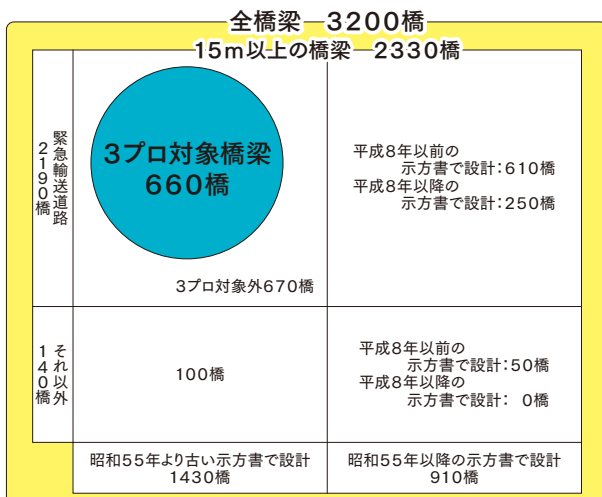 全橋梁 3200橋
15m以上の橋梁 2330橋
緊急輸送道路
2190橋
3プロ対象橋梁
660橋
3プロ対象外670橋
平成8年以前の
示方書で設計:610橋
平成8年以降の
示方書で設計:250橋
それ以外
140橋
100橋
平成8年以前の
示方書で設計:50橋
平成8年以降の
示方書で設計: 0橋
昭和55年より古い示方書で設計
1430橋
昭和55年以降の示方書で設計
910橋